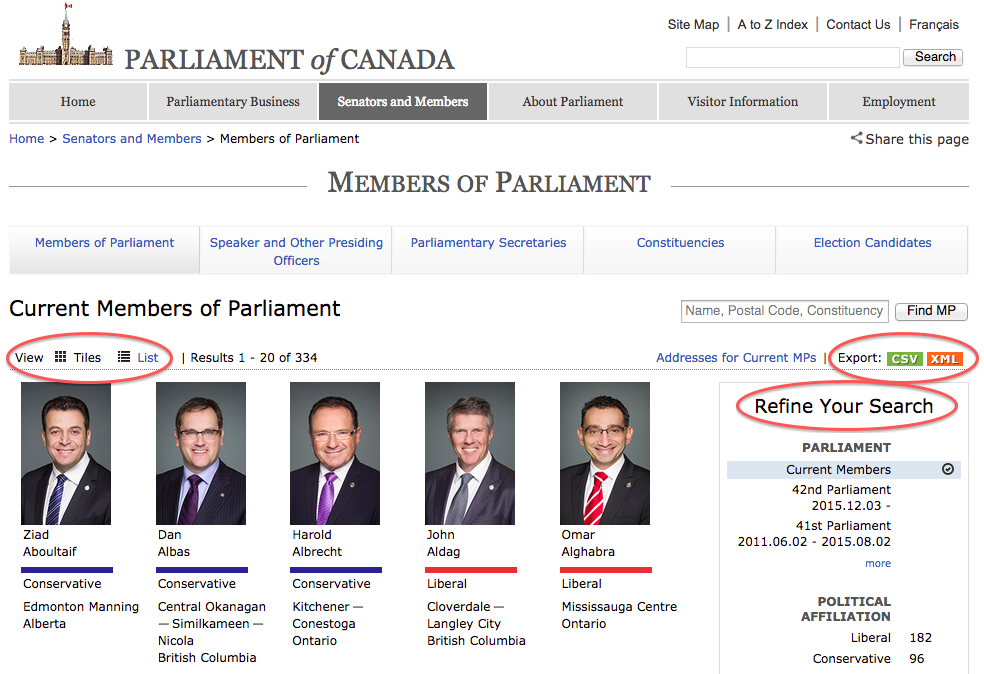 Site Map | A to Z Index | Contact Us | Français
PARLIAMENT of CANADA
Search
Home Parliamentary Business Senators and Members About Parliament Visitor Information Employment
Home > Senators and Members > Members of Parliament
Share this page
MEMBERS OF PARLIAMENT
Members of Parliament
Speaker and Other Presiding
Officers
Parliamentary Secretaries
Constituencies
Election Candidates
Current Members of Parliament
Name, Postal Code, Constituency
Find MP
View Tiles List | Results 1 - 20 of 334
Addresses for Current MPs | Export: CSV XML
Ziad
Aboultaif
Conservative
Edmonton Manning
Alberta
Dan
Albas
Conservative
Central Okanagan
— Similkameen —
Nicola
British Columbia
Harold
Albrecht
Conservative
Kitchener —
Conestoga
Ontario
John
Aldag
Liberal
Cloverdale —
Langley City
British Columbia
Omar
Alghabra
Liberal
Mississauga Centre
Ontario
Refine Your Search
PARLIAMENT
Current Members
42nd Parliament
2015.12.03 -
41st Parliament
2011.06.02 - 2015.08.02
more
POLITICAL
AFFILIATION
Liberal 182
Conservative 96